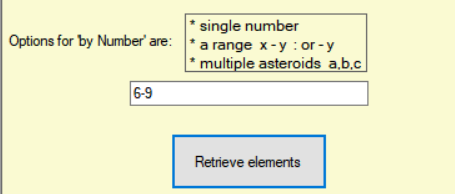 * single number
Options for 'by Number' are: * a range x - y : or - y
* multiple asteroids a,b,c
6-9
Retrieve elements